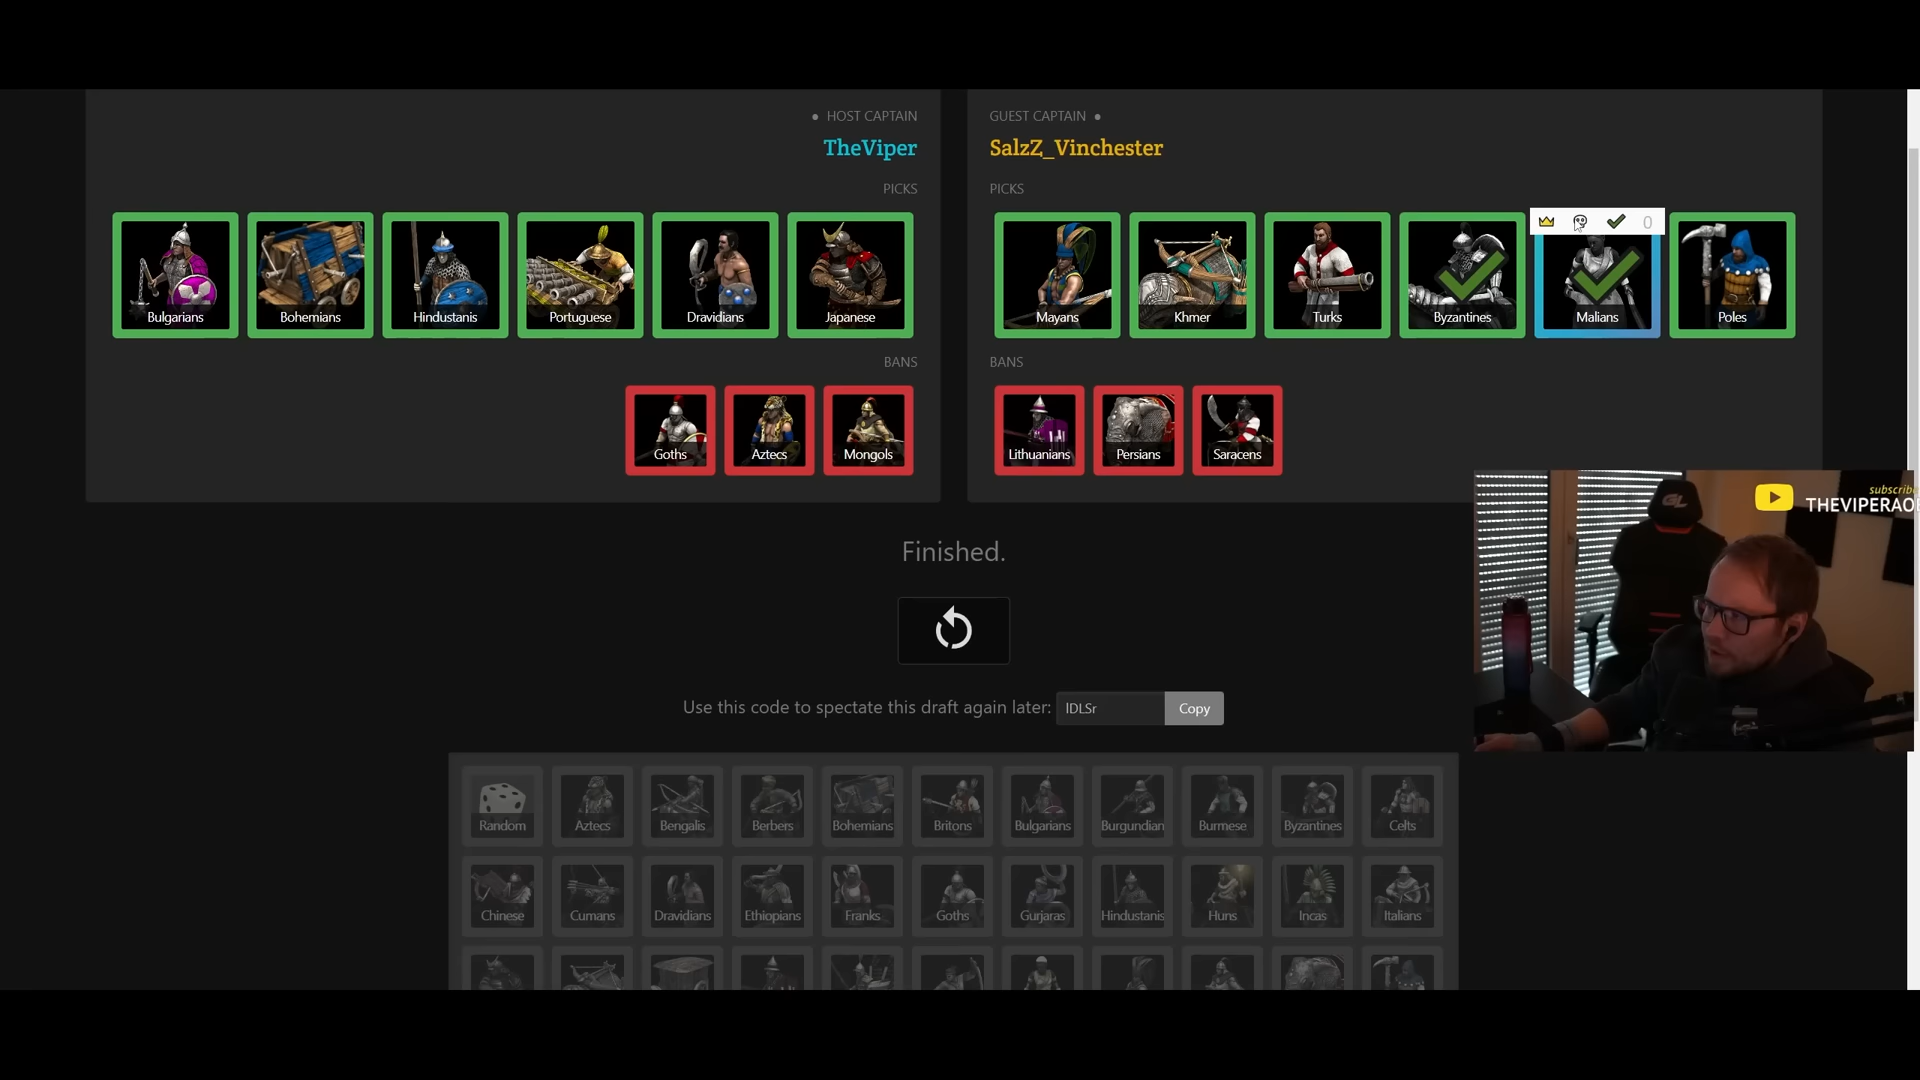 HOST CAPTAIN
TheViper
PICKS
Bulgarians
Bohemians
Hindustanis
Portuguese
Dravidians
Japanese
BANS
Goths
Aztecs
Mongols
GUEST CAPTAIN
SalzZ_Vinchester
PICKS
Mayans
Khmer
Turks
Byzantines
0
Malians
Poles
BANS
Lithuanians
Persians
Saracens
subscribe
THEVIPERAOE
GL
Finished.
Use this code to spectate this draft again later: IDLSr Copy
Random
Aztecs
Bengalis
Berbers
Bohemians
Britons
Bulgarians
Burgundian
Burmese
Byzantines
Celts
Chinese
Cumans
Dravidians
Ethiopians
Franks
Goths
Gurjaras
Hindustanis
Huns
Incas
Italians